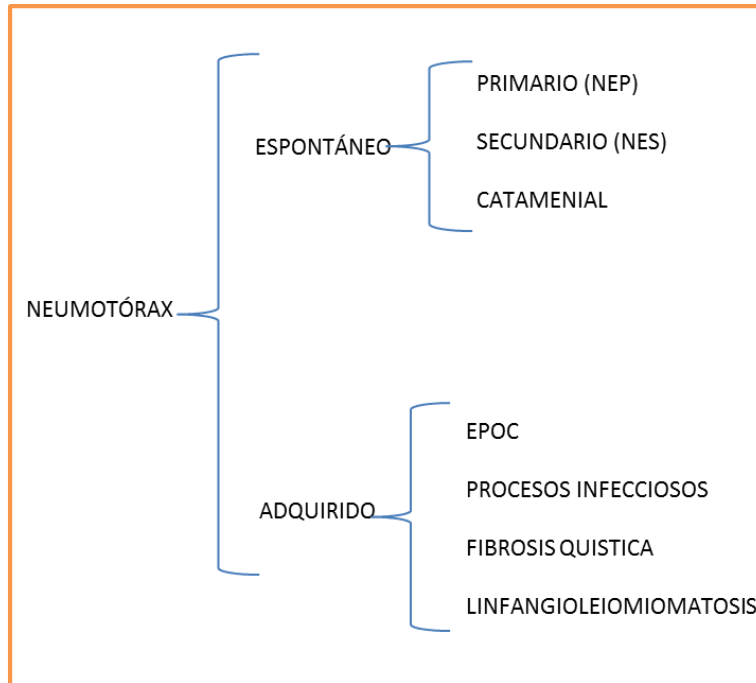 NEUMOTÓRAX
ESPONTÁNEO
PRIMARIO (NEP)
SECUNDARIO (NES)
CATAMENIAL
ADQUIRIDO
EPOC
PROCESOS INFECCIOSOS
FIBROSIS QUISTICA
LINFANGIOLEIOMIOMATOSIS